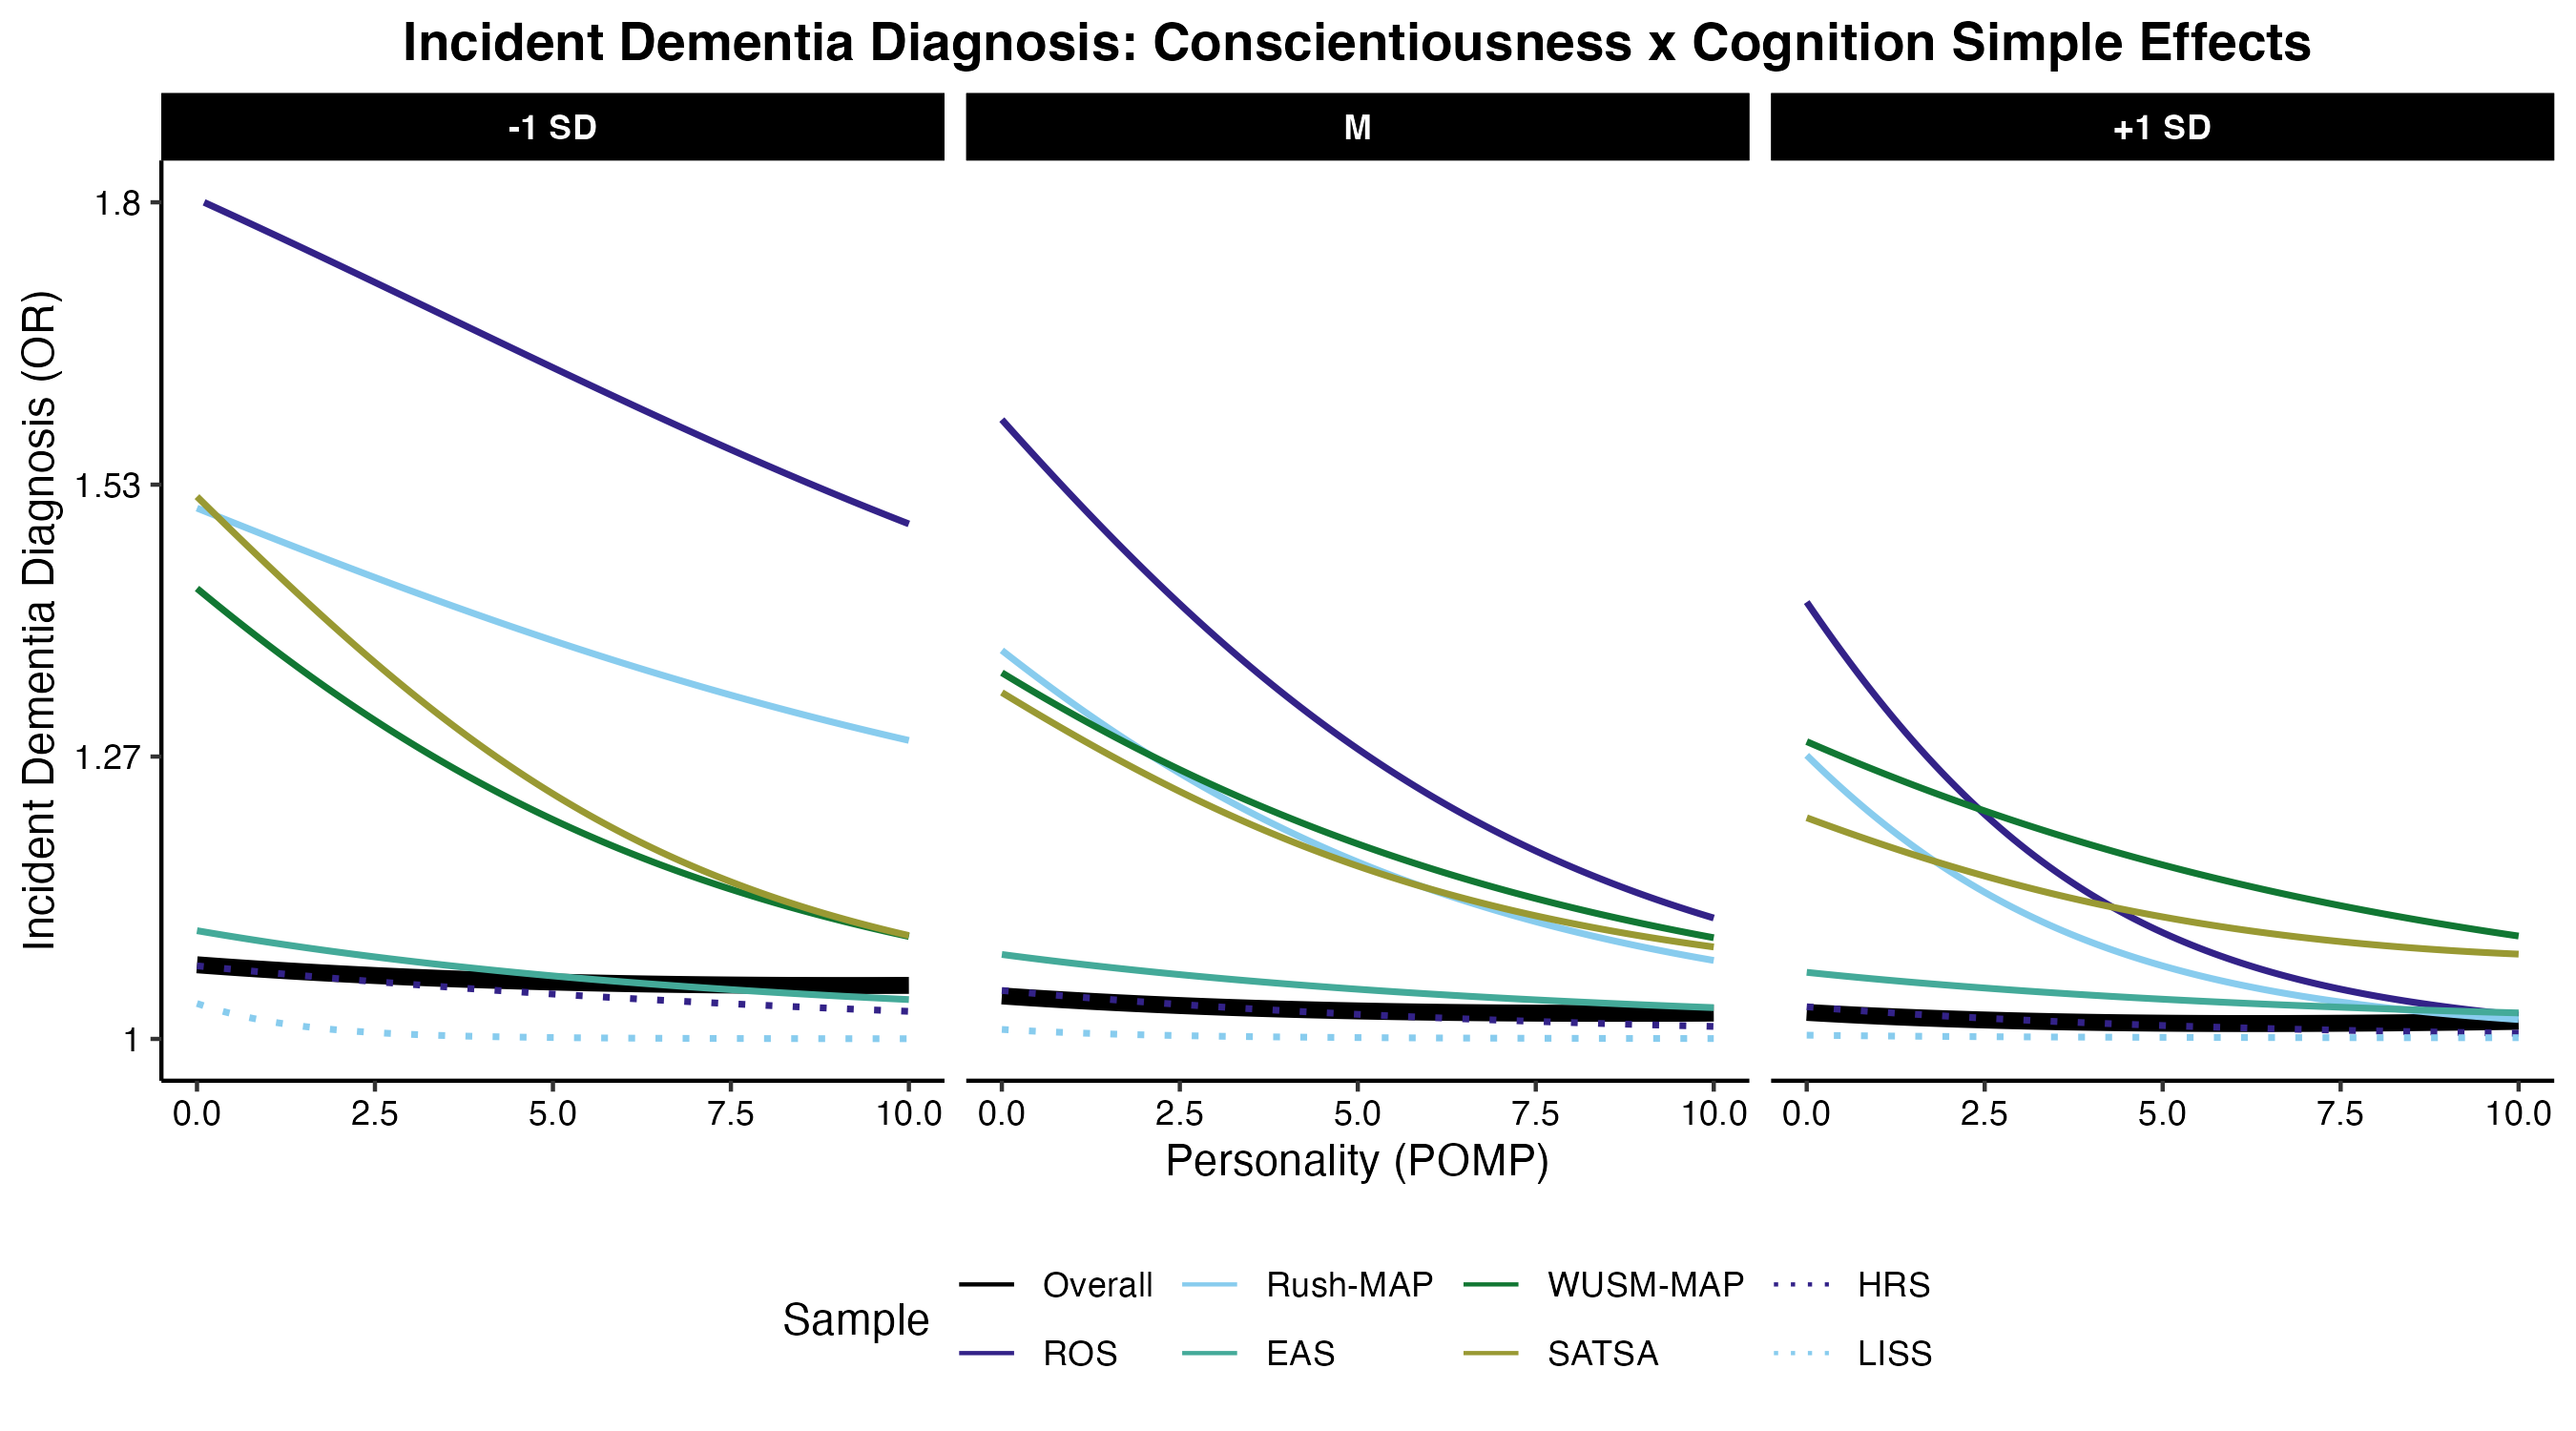 Incident Dementia Diagnosis: Conscientiousness x Cognition Simple Effects
-1 SD
M
+1 SD
Incident Dementia Diagnosis (OR)
1.8
1.53
1.27
1
0.0 2.5 5.0 7.5 10.0
0.0 2.5 5.0 7.5 10.0
0.0 2.5 5.0 7.5 10.0
Personality (POMP)
Sample
Overall Rush-MAP WUSM-MAP HRS
ROS EAS SATSA LISS